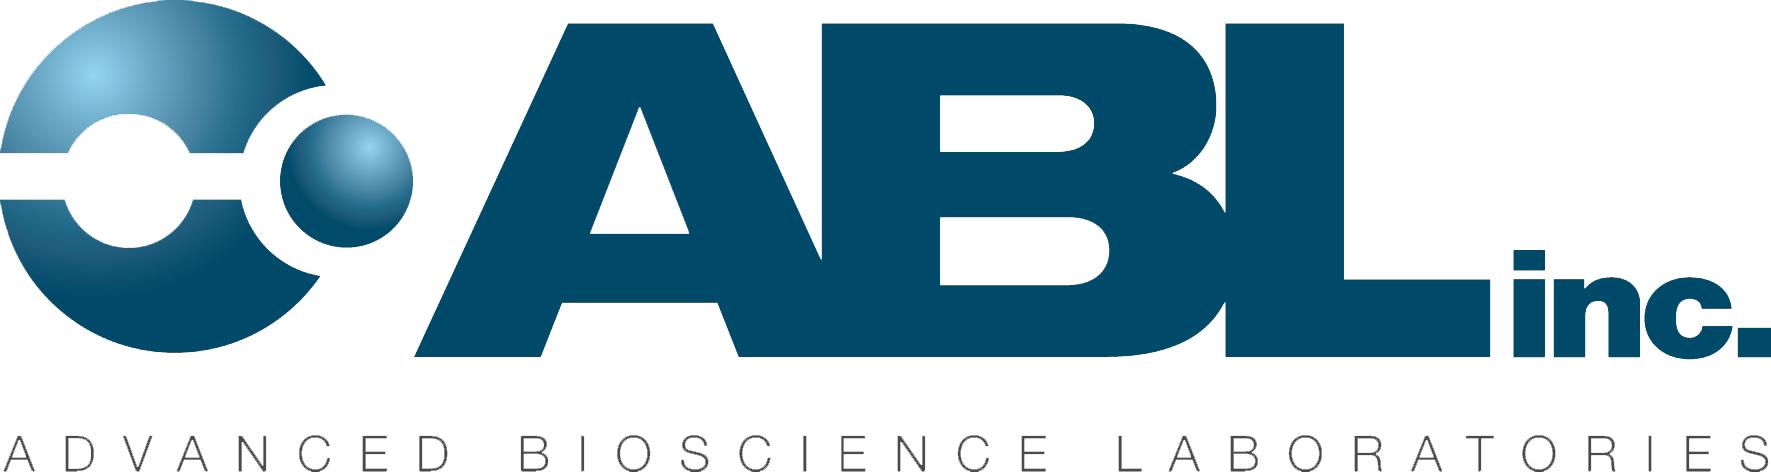 ABL inc.
ADVANCED BIOSCIENCE LABORATORIES